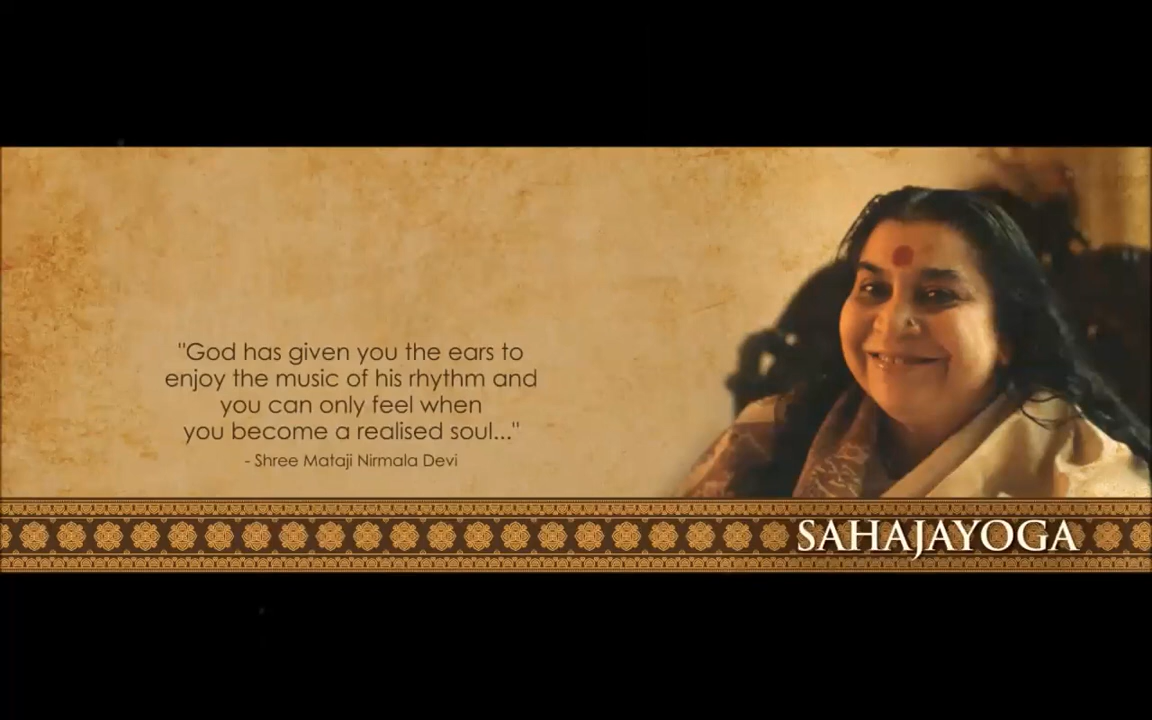 "God has given you the ears to
enjoy the music of his rhythm and
you can only feel when
you become a realised soul..."
- Shree Mataji Nirmala Devi
SAHAJAYOGA